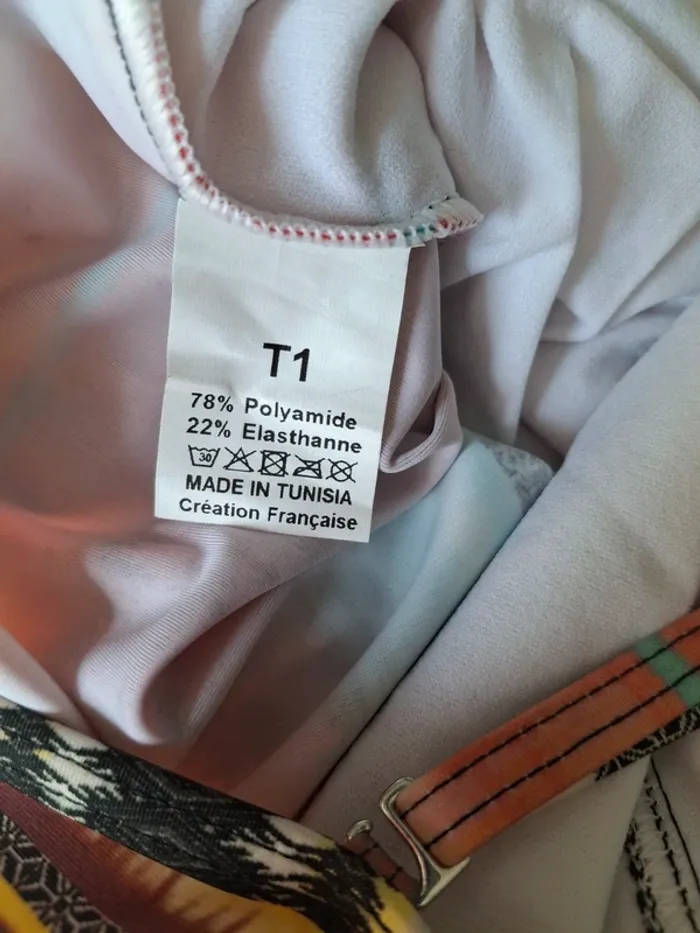 T1
78% Polyamide
22% Elasthanne
30
MADE IN TUNISIA
Création Française